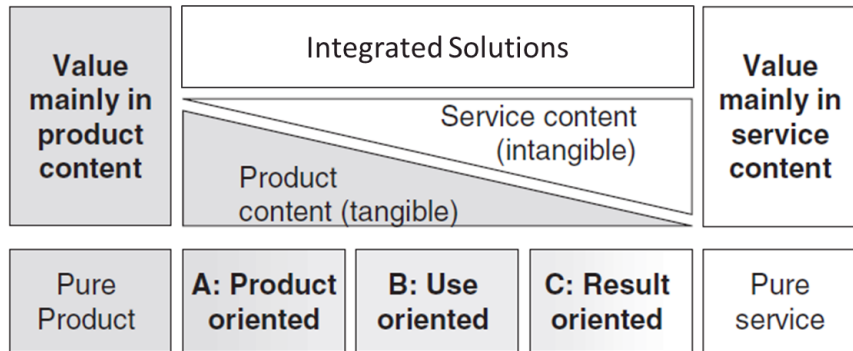 Value
mainly in
product
content
Integrated Solutions
Service content
(intangible)
Product
content (tangible)
Value
mainly in
service
content
Pure
Product
A: Product
oriented
B: Use
oriented
C: Result
oriented
Pure
service